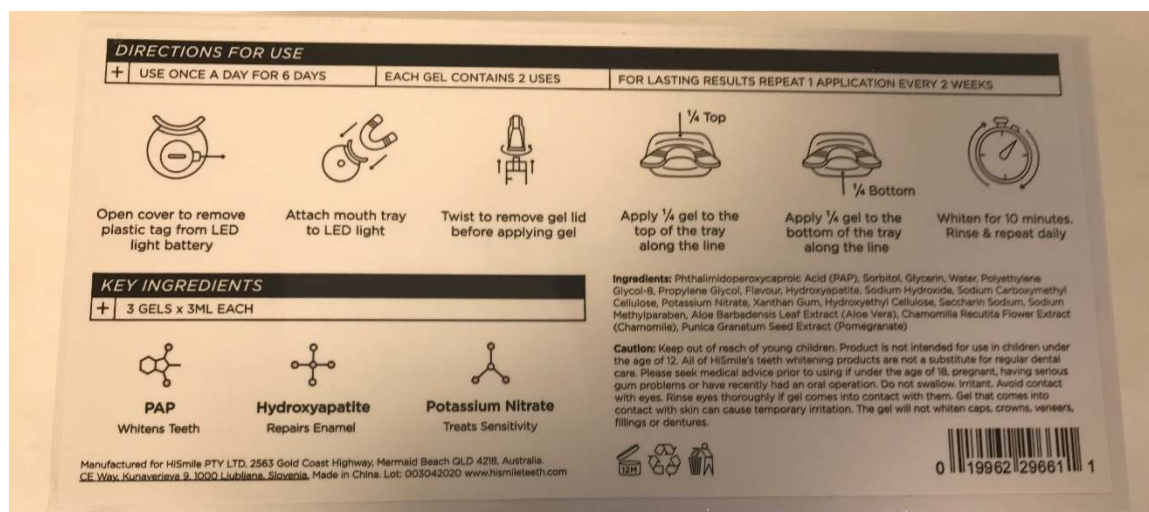 DIRECTIONS FOR USE
+ USE ONCE A DAY FOR 6 DAYS EACH GEL CONTAINS 2 USES FOR LASTING RESULTS REPEAT 1 APPLICATION EVERY 2 WEEKS
¼ Top
¼ Bottom
Open cover to remove
plastic tag from LED
light battery
Attach mouth tray
to LED light
Twist to remove gel lid
before applying gel
Apply ¼ gel to the
top of the tray
along the line
Apply ¼ gel to the
bottom of the tray
along the line
Whiten for 10 minutes.
Rinse & repeat daily
KEY INGREDIENTS
+ 3 GELS x 3ML EACH
PAP
Whitens Teeth
Hydroxyapatite
Repairs Enamel
Potassium Nitrate
Treats Sensitivity
Manufactured for HiSmile PTY LTD, 2563 Gold Coast Highway, Mermaid Beach QLD 4218, Australia.
CE Way, Kunaverjeva 9, 1000 Ljubljana, Slovenia, Made in China. Lot: 003042020 www.hismileteeth.com
Ingredients: Phthalimidoperoxycaproic Acid (PAP), Sorbitol, Glycerin, Water, Polyethylene
Glycol-8, Propylene Glycol, Flavour, Hydroxyapatite, Sodium Hydroxide, Sodium Carboxymethyl
Cellulose, Potassium Nitrate, Xanthan Gum, Hydroxyethyl Cellulose, Saccharin Sodium, Sodium
Methylparaben, Aloe Barbadensis Leaf Extract (Aloe Vera), Chamomilla Recutita Flower Extract
(Chamomile), Punica Granatum Seed Extract (Pomegranate)
Caution: Keep out of reach of young children. Product is not intended for use in children under
the age of 12. All of HiSmile's teeth whitening products are not a substitute for regular dental
care. Please seek medical advice prior to using if under the age of 18, pregnant, having serious
gum problems or have recently had an oral operation. Do not swallow. Irritant. Avoid contact
with eyes. Rinse eyes thoroughly if gel comes into contact with them. Gel that comes into
contact with skin can cause temporary irritation. The gel will not whiten caps, crowns, veneers,
fillings or dentures.
12M
0 19962 29661 1